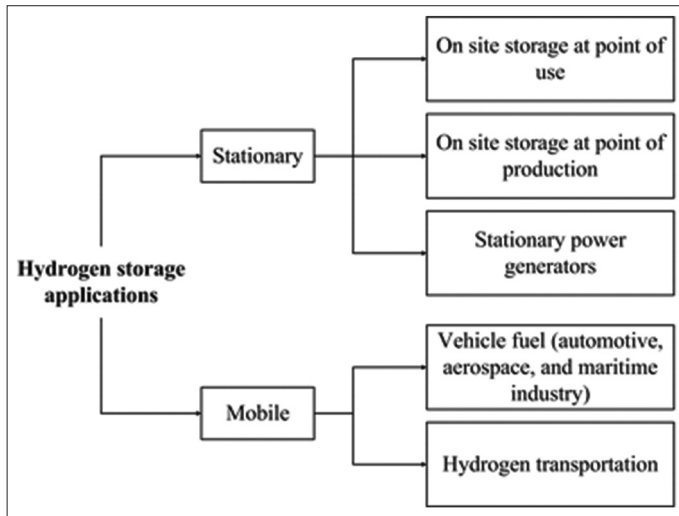 Hydrogen storage
applications
Stationary
On site storage at point of
use
On site storage at point of
production
Stationary power
generators
Mobile
Vehicle fuel (automotive,
aerospace, and maritime
industry)
Hydrogen transportation